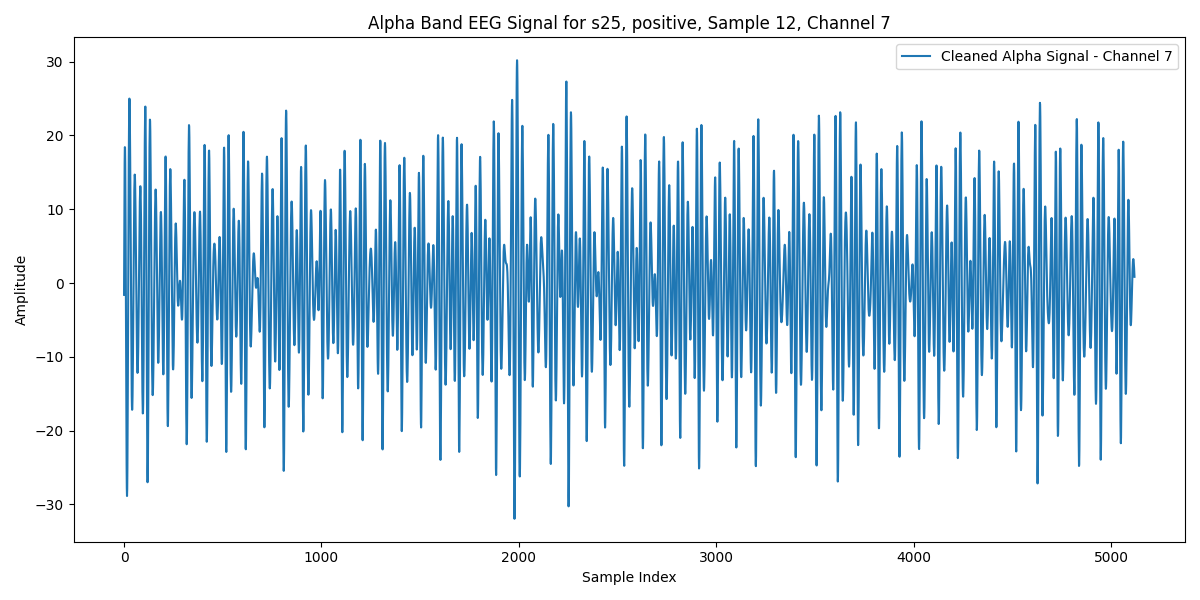 Alpha Band EEG Signal for s25, positive, Sample 12, Channel 7
Cleaned Alpha Signal - Channel 7
Amplitude
30
20
10
0
−10
−20
−30
0 1000 2000 3000 4000 5000
Sample Index